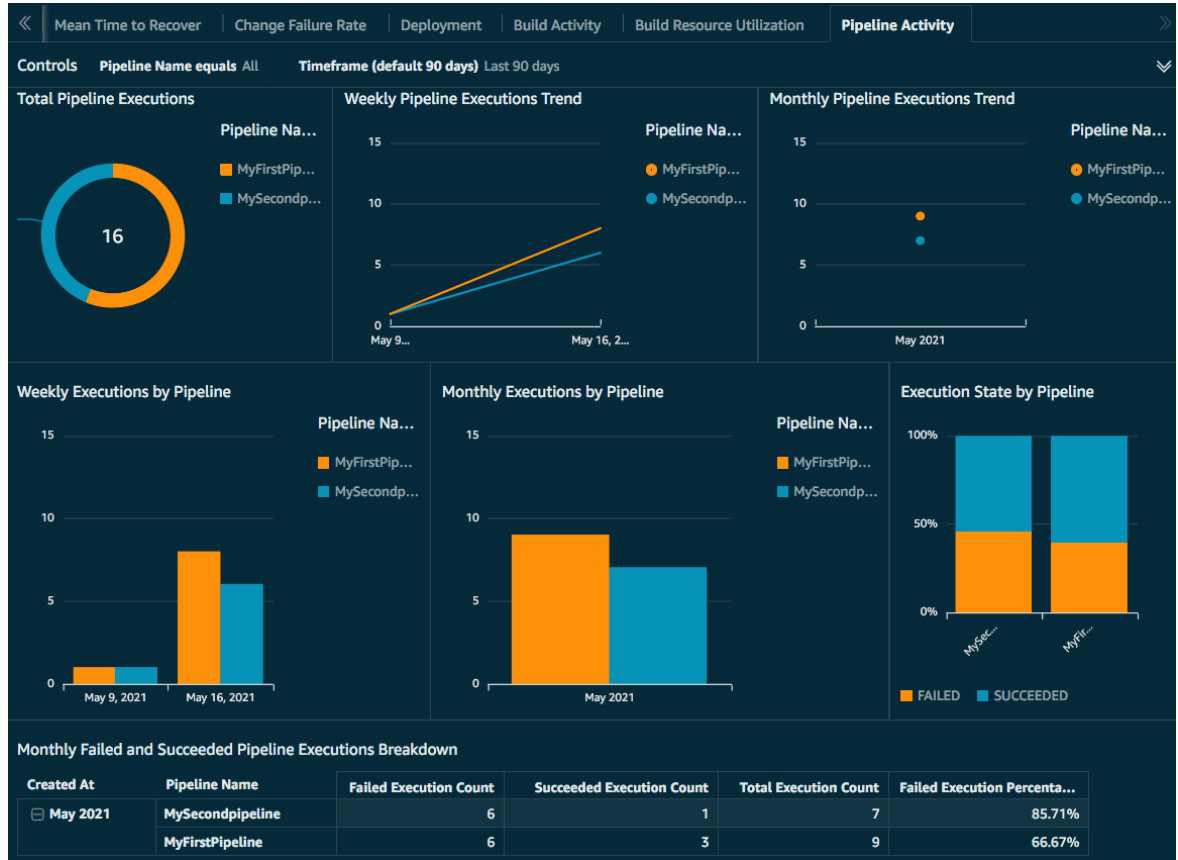 Mean Time to Recover Change Failure Rate Deployment Build Activity Build Resource Utilization Pipeline Activity
Controls Pipeline Name equals All Timeframe (default 90 days) Last 90 days
Total Pipeline Executions
Pipeline Na...
MyFirstPip...
MySecondp...
16
Weekly Pipeline Executions Trend
Pipeline Na...
MyFirstPip...
MySecondp...
15
10
5
0
May 9... May 16, 2...
Monthly Pipeline Executions Trend
Pipeline Na...
MyFirstPip...
MySecondp...
15
10
5
0
May 2021
Weekly Executions by Pipeline
Pipeline Na...
MyFirstPip...
MySecondp...
15
10
5
0
May 9, 2021 May 16, 2021
Monthly Executions by Pipeline
Pipeline Na...
MyFirstPip...
MySecondp...
15
10
5
0
May 2021
Execution State by Pipeline
100%
50%
0%
MySec... MyFir...
FAILED SUCCEEDED
Monthly Failed and Succeeded Pipeline Executions Breakdown
Created At Pipeline Name Failed Execution Count Succeeded Execution Count Total Execution Count Failed Execution Percenta...
May 2021 MySecondpipeline 6 1 7 85.71%
MyFirstPipeline 6 3 9 66.67%